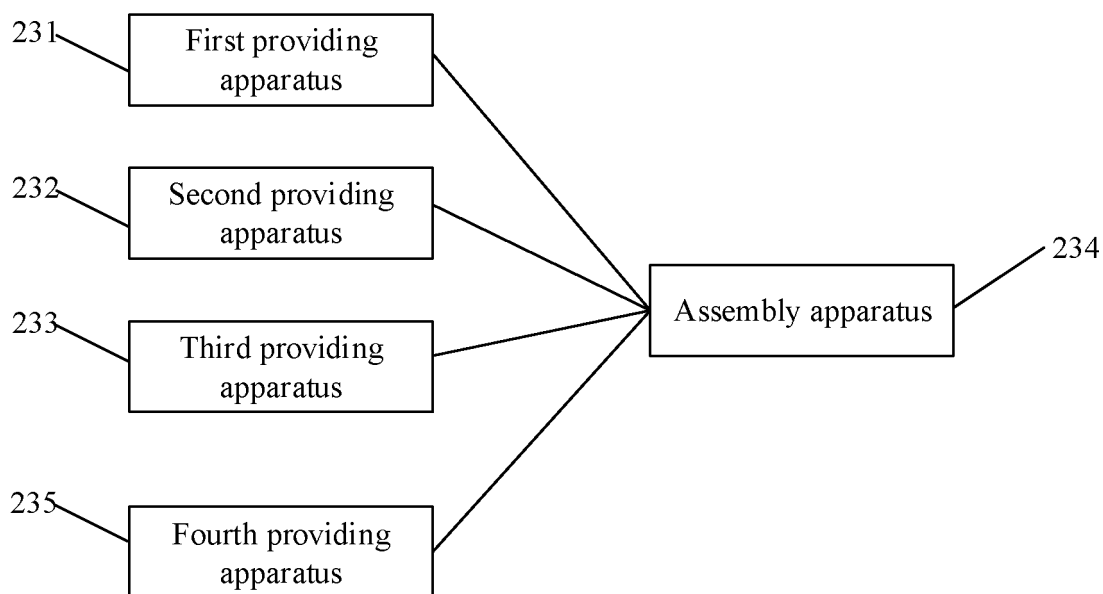 231
First providing
apparatus
232
Second providing
apparatus
233
Third providing
apparatus
234
Assembly apparatus
235
Fourth providing
apparatus